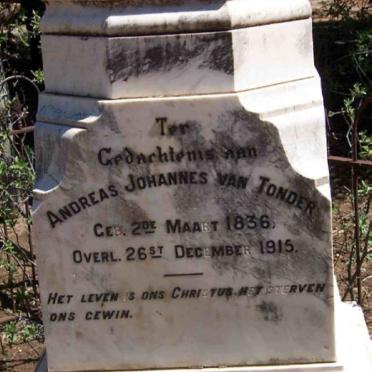 Ter
Gedachtenis aan
Andreas Johannes van Tonder
Geb. 2de Maart 1836.
Overl. 26st December 1915.
Het leven is ons Christus. Het sterven
ons gewin.